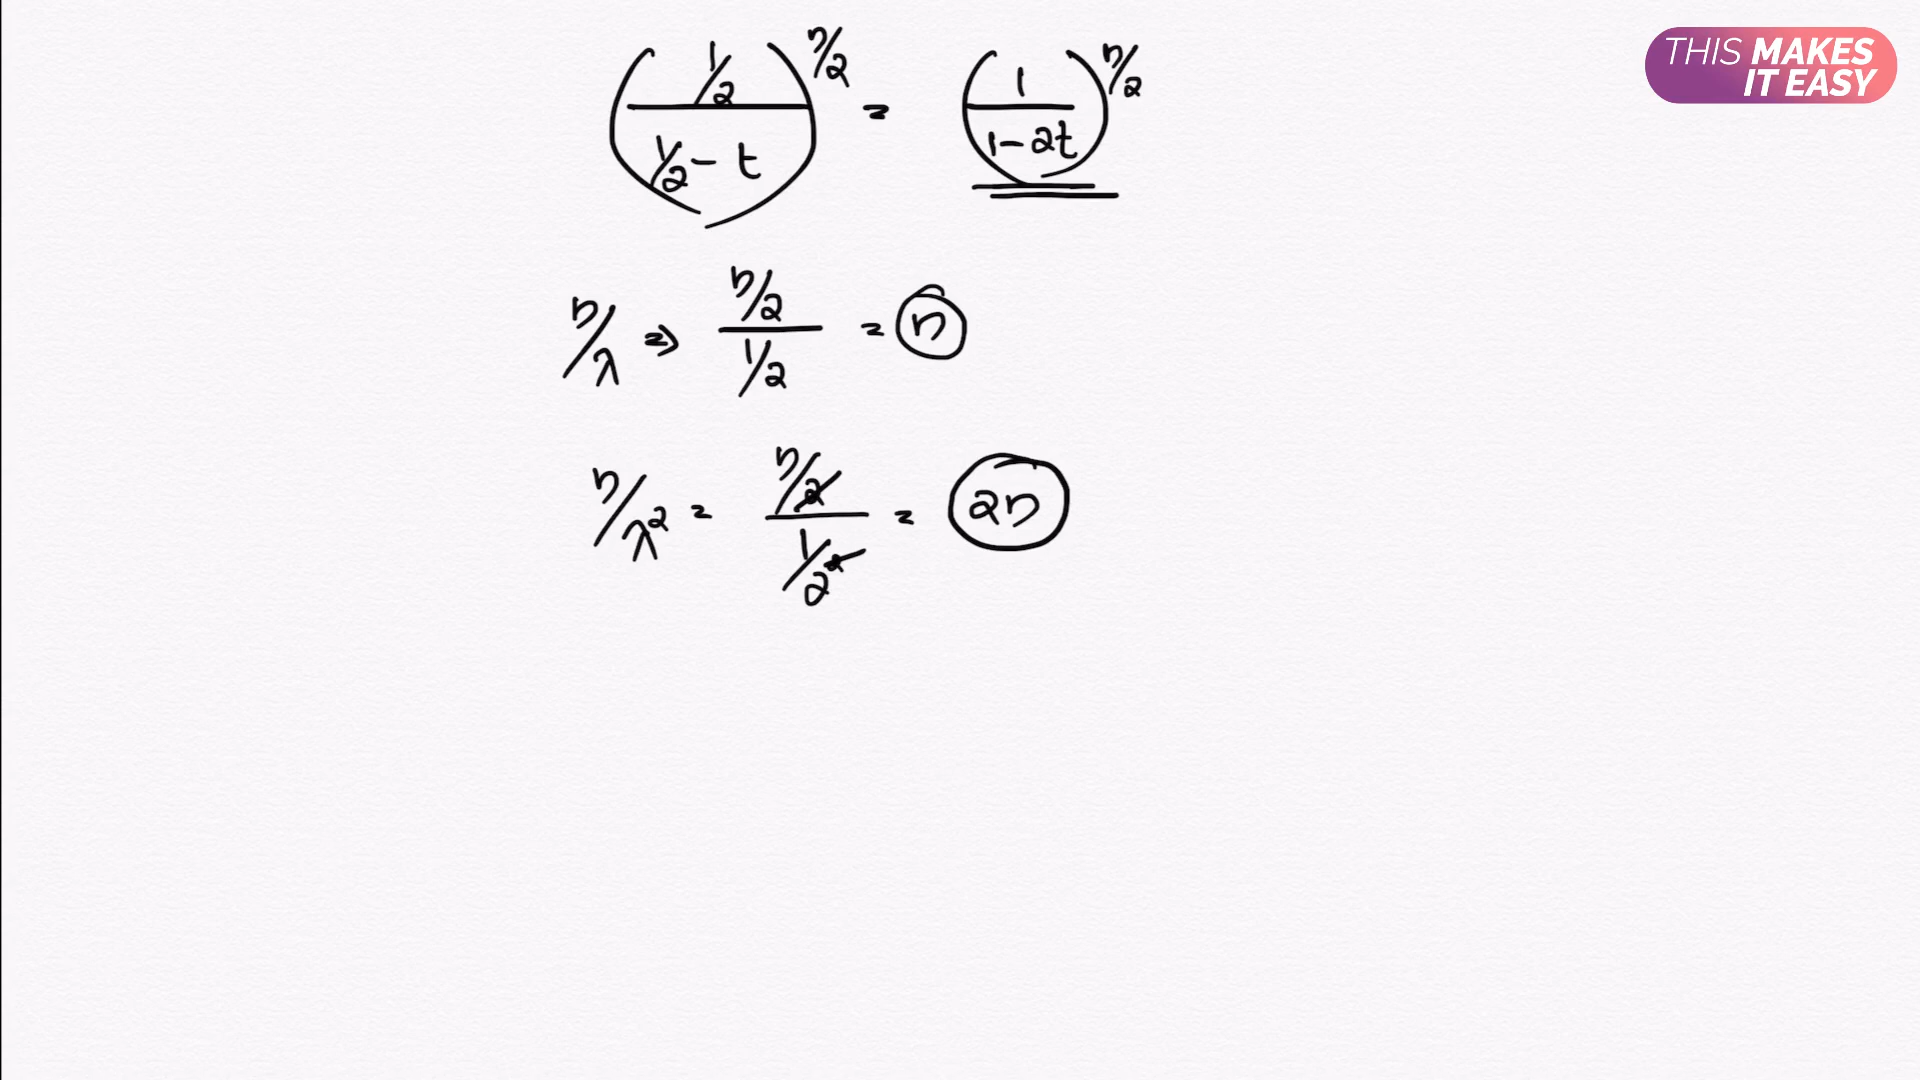 THIS MAKES
IT EASY
(1/2 / (1/2 - t))^n/2 = (1 / (1-2t))^n/2
n/λ ⇒ (n/2) / (1/2) = n
n/λ² = (n/2) / (1/2²) = 2n